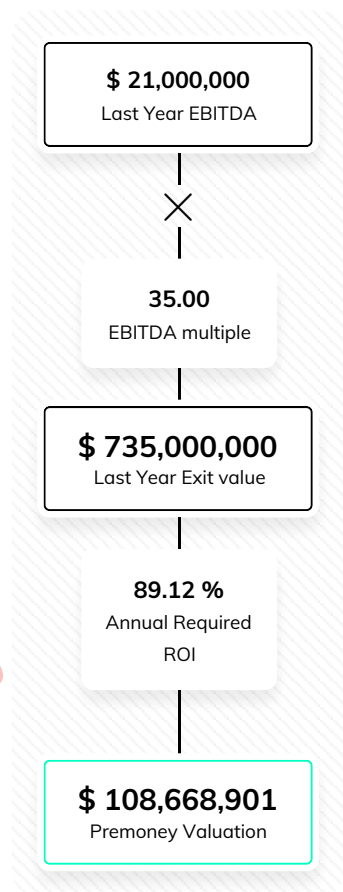 $ 21,000,000
Last Year EBITDA
35.00
EBITDA multiple
$ 735,000,000
Last Year Exit value
89.12 %
Annual Required
ROI
$ 108,668,901
Premoney Valuation